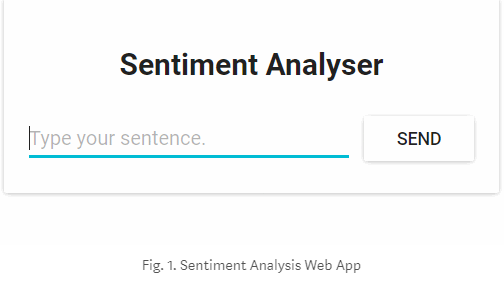 Sentiment Analyser
Type your sentence.
SEND
Fig. 1. Sentiment Analysis Web App